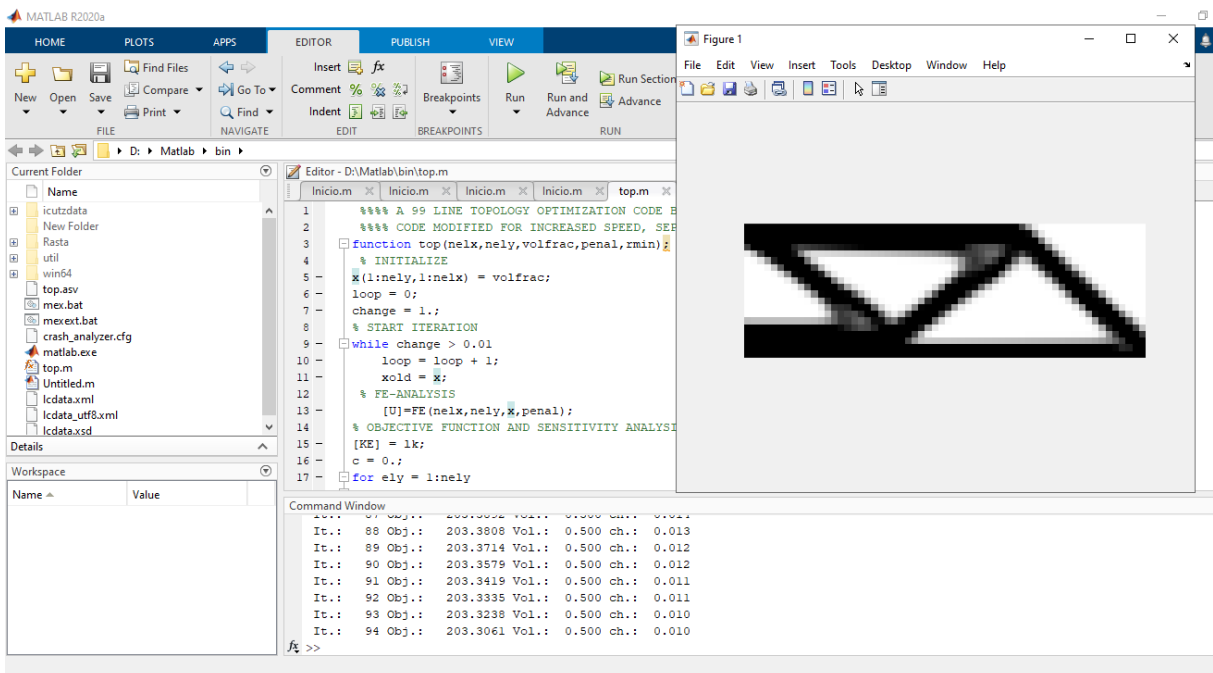 MATLAB R2020a
HOME PLOTS APPS EDITOR PUBLISH VIEW
New Open Save
Find Files
Compare
Print
FILE
Go To
Find
NAVIGATE
Insert fx
Comment
Indent
EDIT
Breakpoints
BREAKPOINTS
Run
Run and Advance
Run Section
Advance
RUN
D: Matlab bin
Current Folder
Name
icutzdata
New Folder
Rasta
util
win64
top.asv
mex.bat
mexext.bat
crash_analyzer.cfg
matlab.exe
top.m
Untitled.m
lcdata.xml
lcdata_utf8.xml
lcdata.xsd
Details
Workspace
Name Value
Editor - D:\Matlab\bin\top.m
Inicio.m Inicio.m Inicio.m Inicio.m top.m
1 %%%% A 99 LINE TOPOLOGY OPTIMIZATION CODE B
2 %%%% CODE MODIFIED FOR INCREASED SPEED, SEP
3 function top(nelx,nely,volfrac,penal,rmin);
4 % INITIALIZE
5 - x(1:nely,1:nelx) = volfrac;
6 - loop = 0;
7 - change = 1.;
8 % START ITERATION
9 - while change > 0.01
10 - loop = loop + 1;
11 - xold = x;
12 % FE-ANALYSIS
13 - [U]=FE(nelx,nely,x,penal);
14 % OBJECTIVE FUNCTION AND SENSITIVITY ANALYSI
15 - [KE] = lk;
16 - c = 0.;
17 - for ely = 1:nely
Command Window
It.: 88 Obj.: 203.3808 Vol.: 0.500 ch.: 0.013
It.: 89 Obj.: 203.3714 Vol.: 0.500 ch.: 0.012
It.: 90 Obj.: 203.3579 Vol.: 0.500 ch.: 0.012
It.: 91 Obj.: 203.3419 Vol.: 0.500 ch.: 0.011
It.: 92 Obj.: 203.3335 Vol.: 0.500 ch.: 0.011
It.: 93 Obj.: 203.3238 Vol.: 0.500 ch.: 0.010
It.: 94 Obj.: 203.3061 Vol.: 0.500 ch.: 0.010
fx >>
Figure 1
File Edit View Insert Tools Desktop Window Help